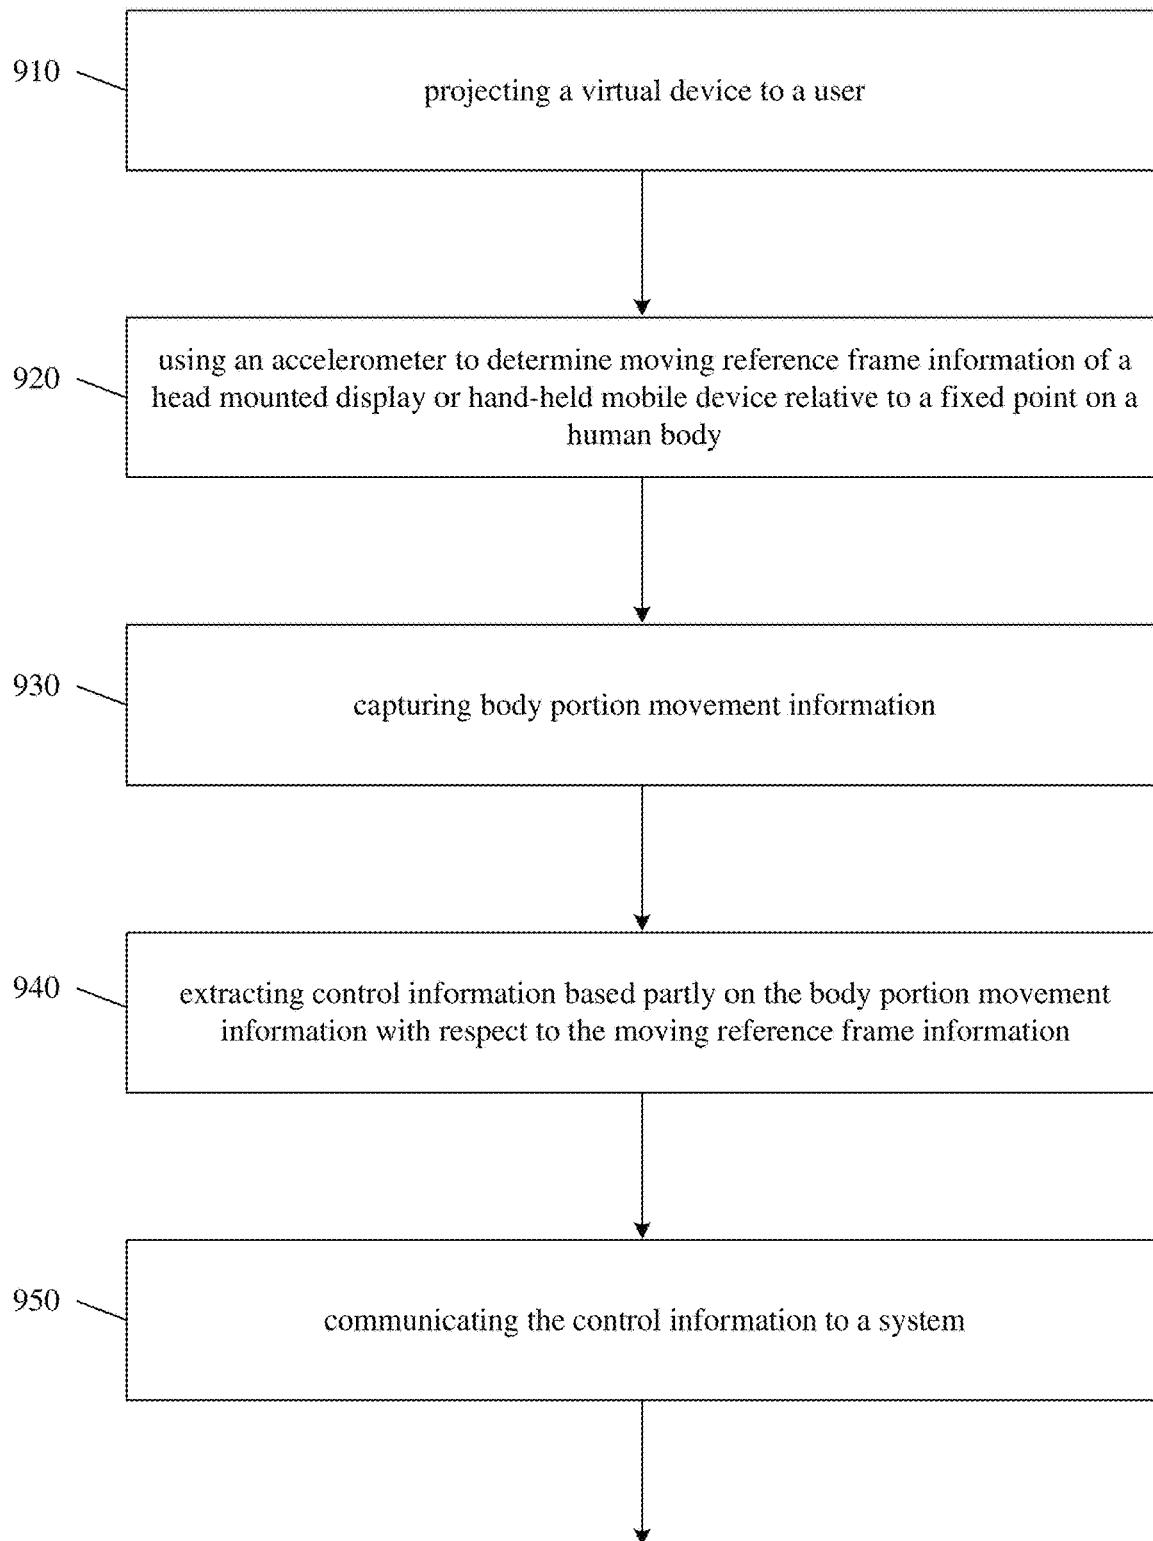 910
projecting a virtual device to a user
920
using an accelerometer to determine moving reference frame information of a
head mounted display or hand-held mobile device relative to a fixed point on a
human body
930
capturing body portion movement information
940
extracting control information based partly on the body portion movement
information with respect to the moving reference frame information
950
communicating the control information to a system